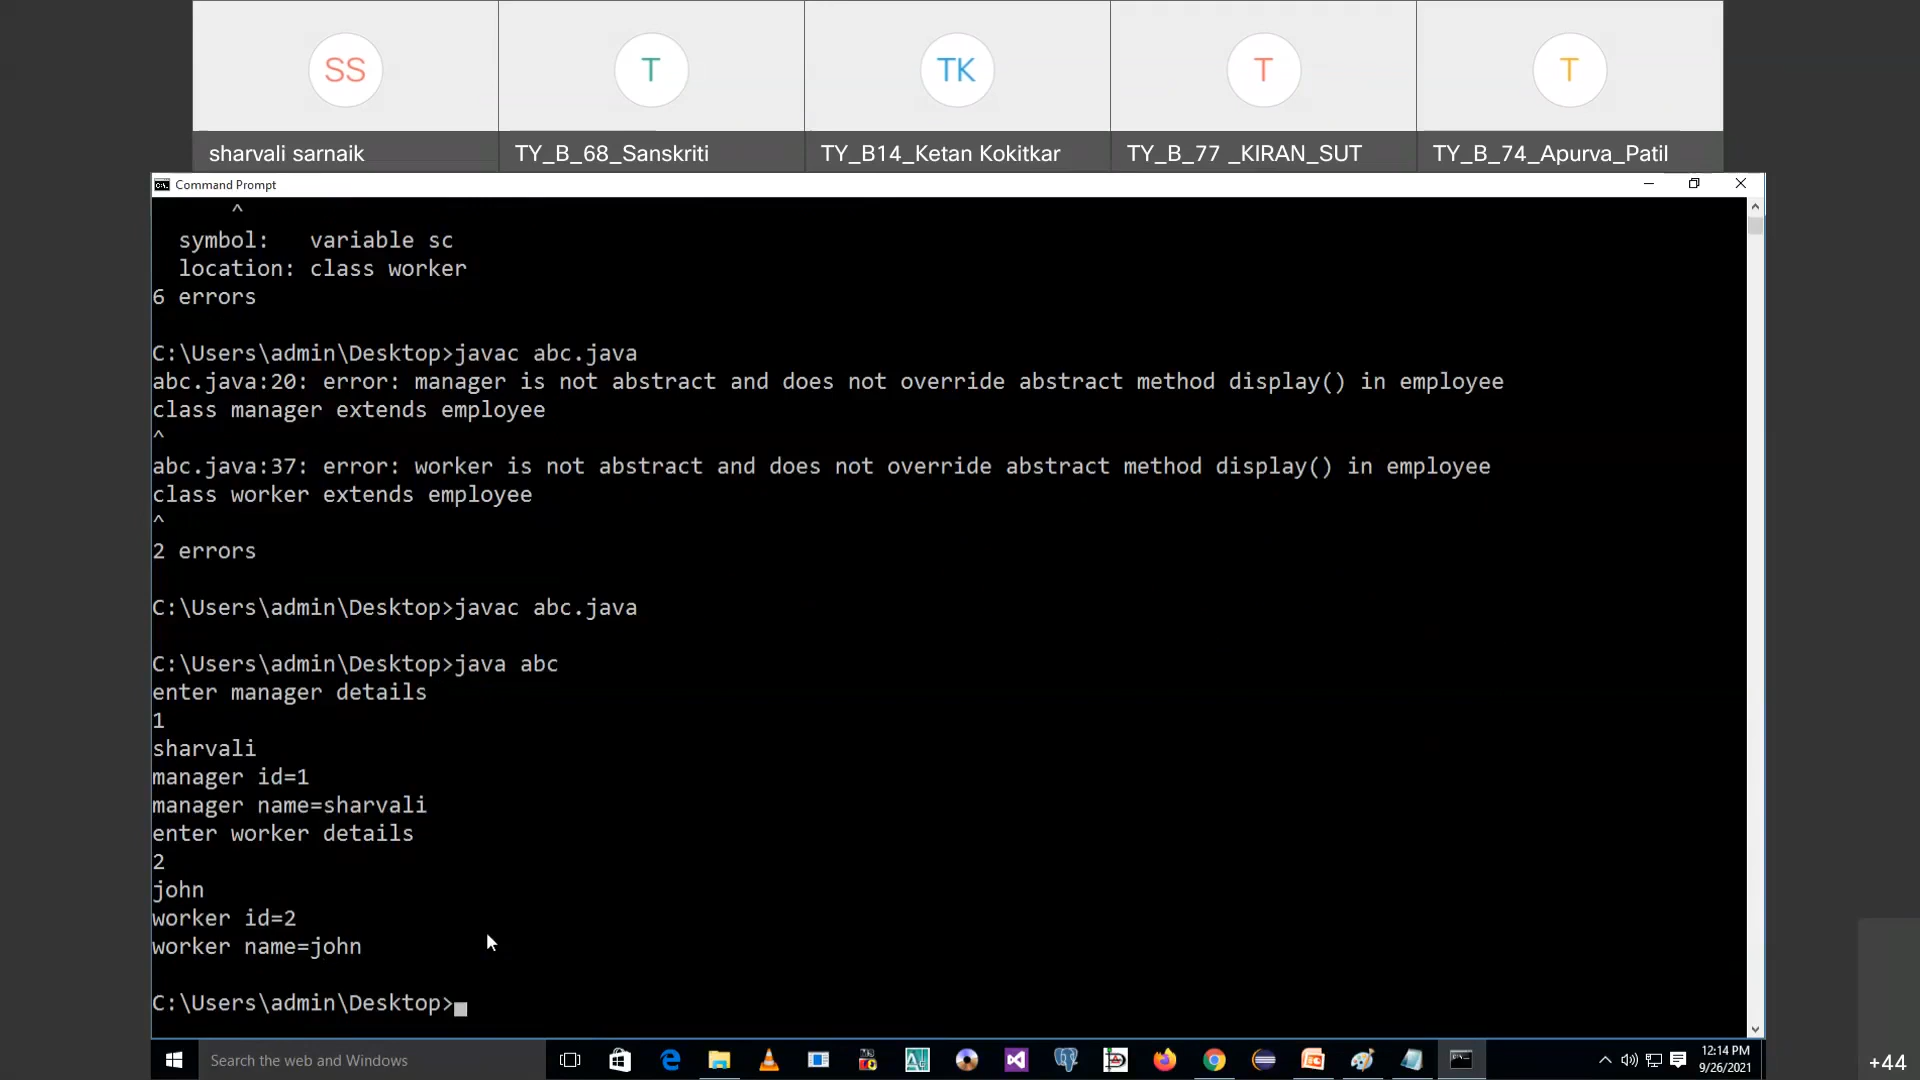 SS T TK T T
sharvali sarnaik TY_B_68_Sanskriti TY_B14_Ketan Kokitkar TY_B_77 _KIRAN_SUT TY_B_74_Apurva_Patil
Command Prompt
^
symbol:   variable sc
location: class worker
6 errors
C:\Users\admin\Desktop>javac abc.java
abc.java:20: error: manager is not abstract and does not override abstract method display() in employee
class manager extends employee
^
abc.java:37: error: worker is not abstract and does not override abstract method display() in employee
class worker extends employee
^
2 errors
C:\Users\admin\Desktop>javac abc.java
C:\Users\admin\Desktop>java abc
enter manager details
1
sharvali
manager id=1
manager name=sharvali
enter worker details
2
john
worker id=2
worker name=john
C:\Users\admin\Desktop>
Search the web and Windows
12:14 PM
9/26/2021
+44